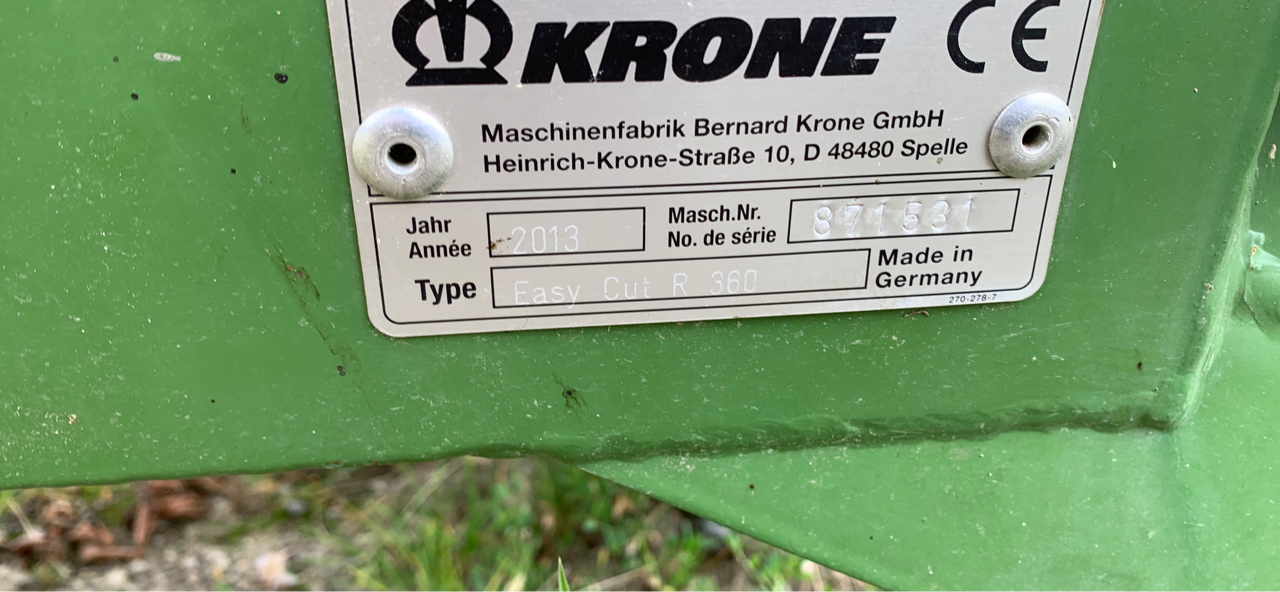 KRONE CE
Maschinenfabrik Bernard Krone GmbH
Heinrich-Krone-Straße 10, D 48480 Spelle
Jahr
Année
2013
Masch.Nr.
No. de série
871531
Type
Easy Cut R 360
Made in
Germany
270-278-7